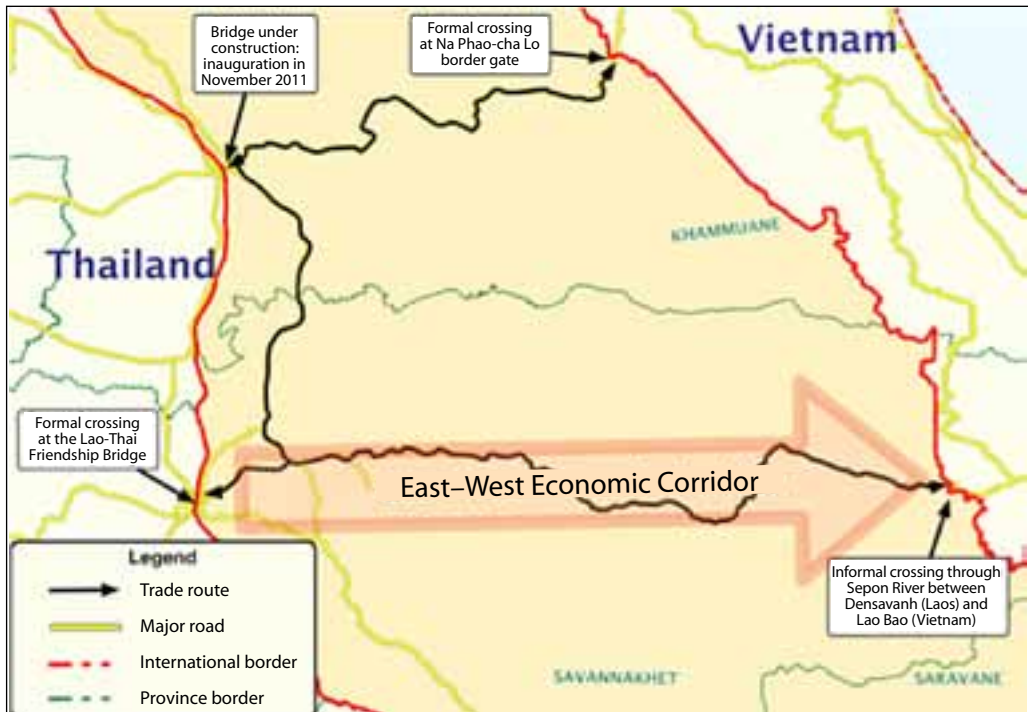 Bridge under
construction:
inauguration in
November 2011
Formal crossing
at Na Phao-cha Lo
border gate
Vietnam
KHAMMUANE
Thailand
Formal crossing
at the Lao-Thai
Friendship Bridge
East–West Economic Corridor
Informal crossing through
Sepon River between
Densavanh (Laos) and
Lao Bao (Vietnam)
Legend
Trade route
Major road
International border
Province border
SAVANNAKHET
SARAVANE